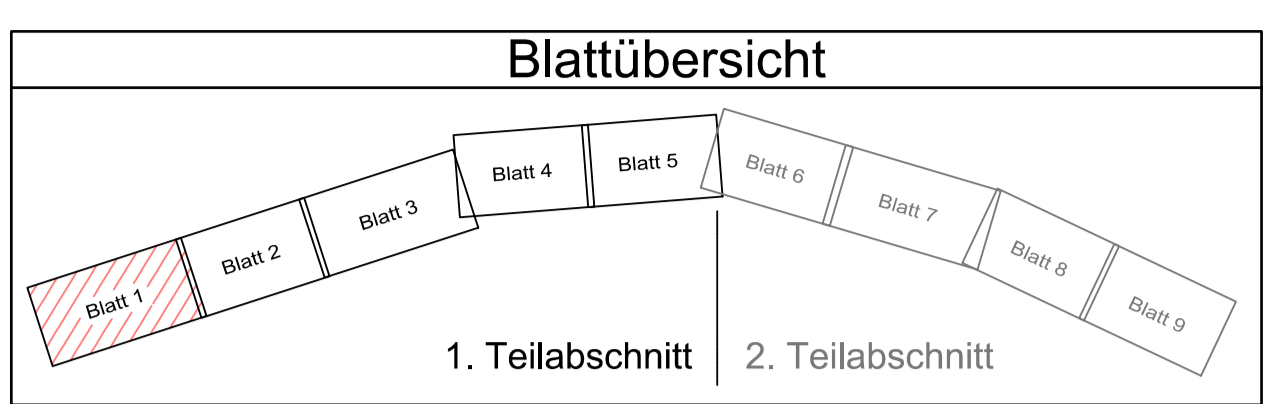 Blattübersicht
Blatt 1
Blatt 2
Blatt 3
Blatt 4
Blatt 5
Blatt 6
Blatt 7
Blatt 8
Blatt 9
1. Teilabschnitt
2. Teilabschnitt